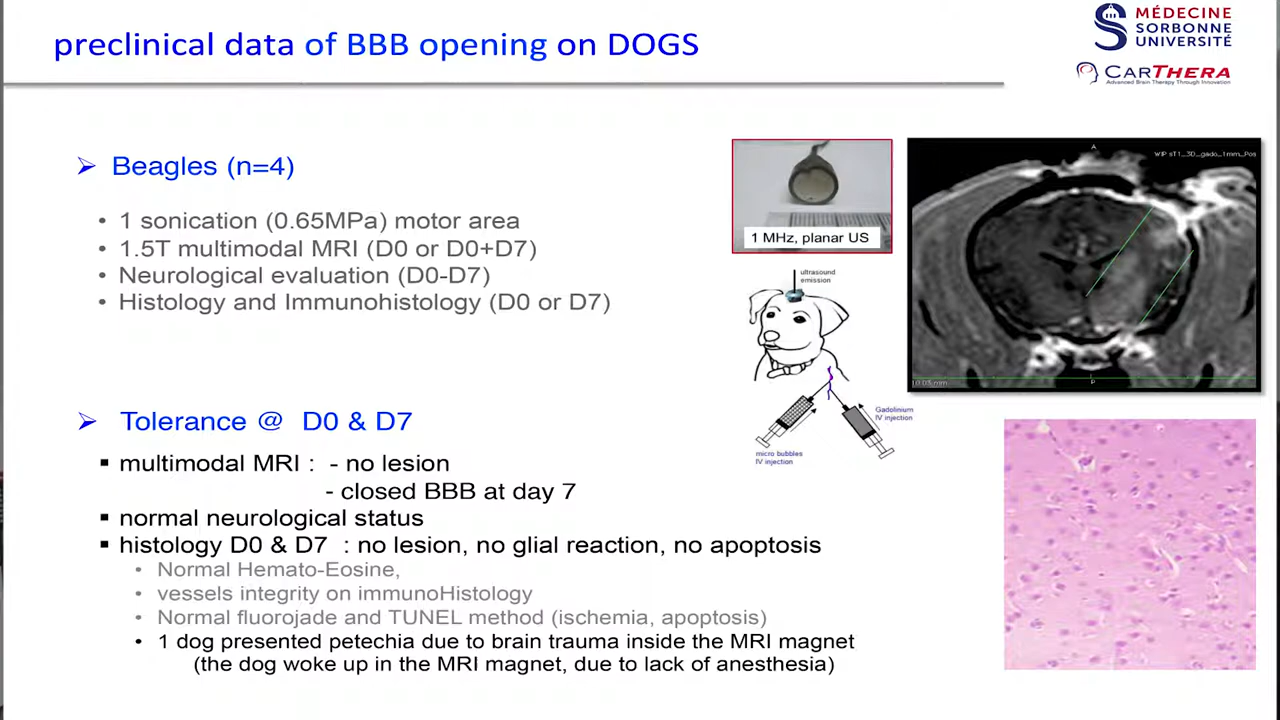 preclinical data of BBB opening on DOGS
MÉDECINE
SORBONNE
UNIVERSITÉ
CARTHERA
Advanced Brain Therapy Through Innovation
➢ Beagles (n=4)
• 1 sonication (0.65MPa) motor area
• 1.5T multimodal MRI (D0 or D0+D7)
• Neurological evaluation (D0-D7)
• Histology and Immunohistology (D0 or D7)
1 MHz, planar US
ultrasound
emission
Gadolinium
IV injection
micro bubbles
IV injection
A
WIP sT1_3D_gado_1mm_Pos
P
➢ Tolerance @ D0 & D7
▪ multimodal MRI : - no lesion
- closed BBB at day 7
▪ normal neurological status
▪ histology D0 & D7 : no lesion, no glial reaction, no apoptosis
• Normal Hemato-Eosine,
• vessels integrity on immunoHistology
• Normal fluorojade and TUNEL method (ischemia, apoptosis)
• 1 dog presented petechia due to brain trauma inside the MRI magnet
(the dog woke up in the MRI magnet, due to lack of anesthesia)